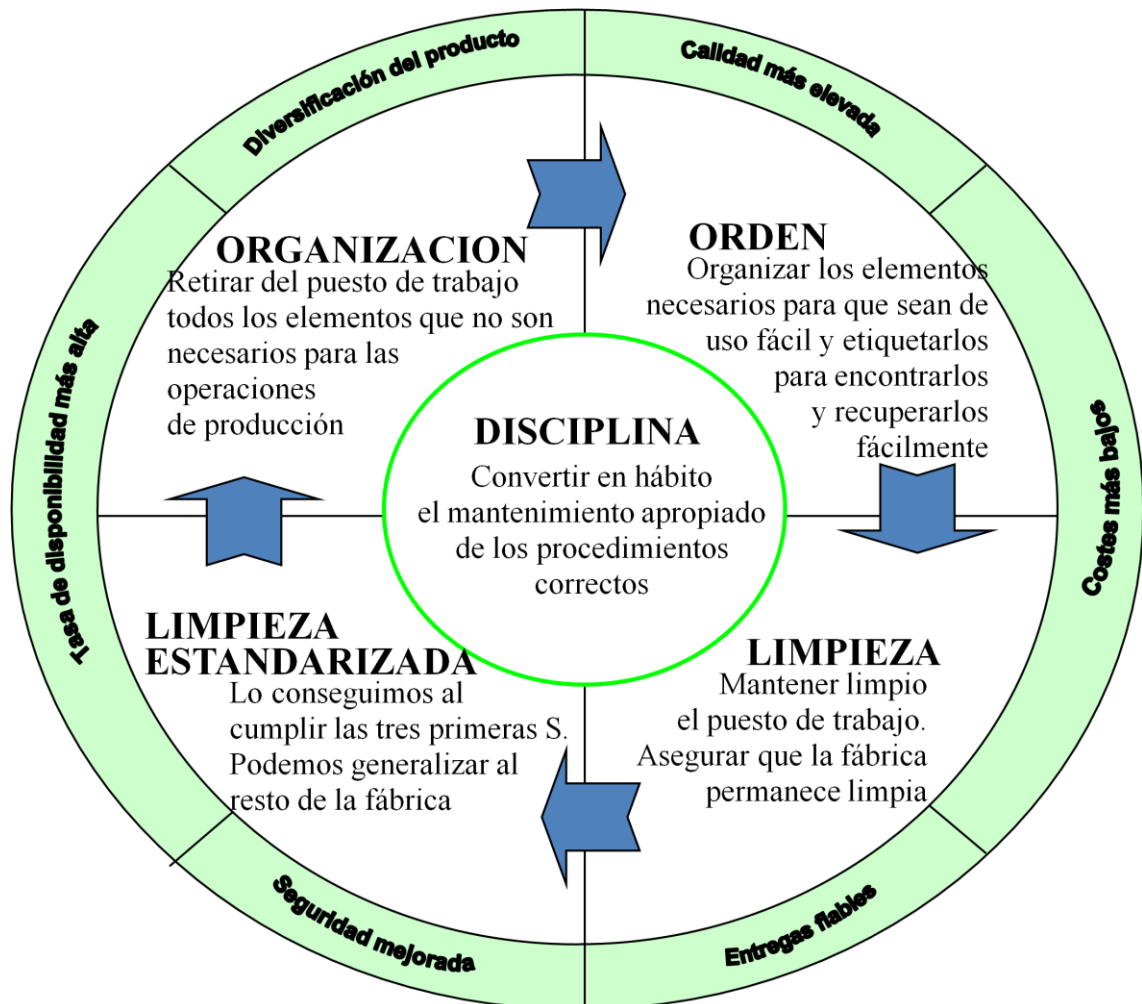 Diversificación del producto
Calidad más elevada
Costes más bajos
Entregas fiables
Seguridad mejorada
Tasa de disponibilidad más alta
ORGANIZACION
Retirar del puesto de trabajo
todos los elementos que no son
necesarios para las
operaciones
de producción
ORDEN
Organizar los elementos
necesarios para que sean de
uso fácil y etiquetarlos
para encontrarlos
y recuperarlos
fácilmente
DISCIPLINA
Convertir en hábito
el mantenimiento apropiado
de los procedimientos
correctos
LIMPIEZA
ESTANDARIZADA
Lo conseguimos al
cumplir las tres primeras S.
Podemos generalizar al
resto de la fábrica
LIMPIEZA
Mantener limpio
el puesto de trabajo.
Asegurar que la fábrica
permanece limpia